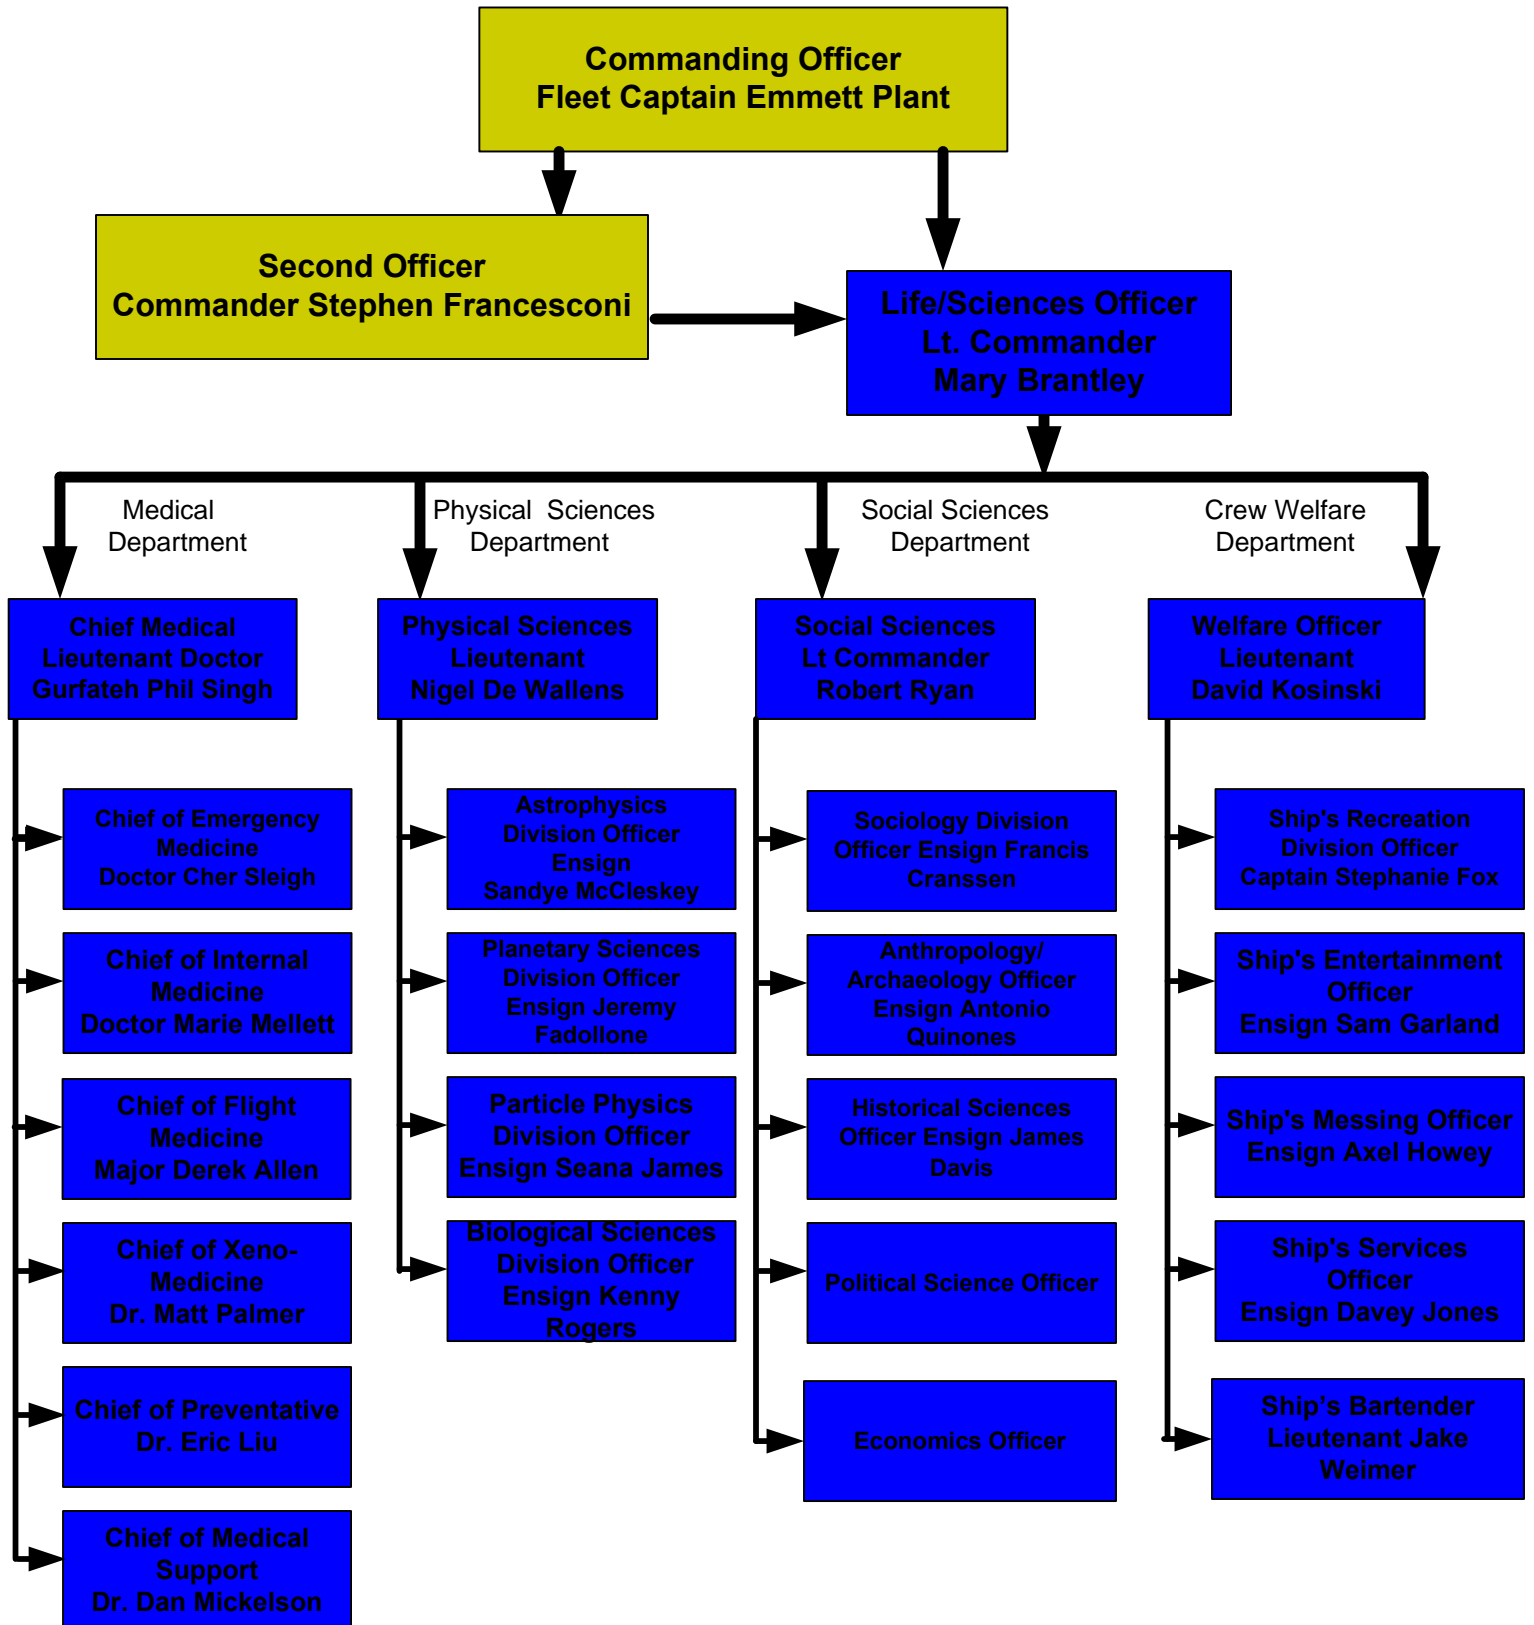 Commanding Officer
Fleet Captain Emmett Plant
Second Officer
Commander Stephen Francesconi
Life/Sciences Officer
Lt. Commander
Mary Brantley
Medical
Department
Physical  Sciences
Department
Social Sciences
Department
Crew Welfare
Department
Chief Medical
Lieutenant Doctor
Gurfateh Phil Singh
Chief of Emergency
Medicine
Doctor Cher Sleigh
Chief of Internal
Medicine
Doctor Marie Mellett
Chief of Flight
Medicine
Major Derek Allen
Chief of Xeno-
Medicine
Dr. Matt Palmer
Chief of Preventative
Dr. Eric Liu
Chief of Medical
Support
Dr. Dan Mickelson
Physical Sciences
Lieutenant
Nigel De Wallens
Astrophysics
Division Officer
Ensign
Sandye McCleskey
Planetary Sciences
Division Officer
Ensign Jeremy
Fadollone
Particle Physics
Division Officer
Ensign Seana James
Biological Sciences
Division Officer
Ensign Kenny
Rogers
Social Sciences
Lt Commander
Robert Ryan
Sociology Division
Officer Ensign Francis
Cranssen
Anthropology/
Archaeology Officer
Ensign Antonio
Quinones
Historical Sciences
Officer Ensign James
Davis
Political Science Officer
Economics Officer
Welfare Officer
Lieutenant
David Kosinski
Ship's Recreation
Division Officer
Captain Stephanie Fox
Ship's Entertainment
Officer
Ensign Sam Garland
Ship's Messing Officer
Ensign Axel Howey
Ship's Services
Officer
Ensign Davey Jones
Ship’s Bartender
Lieutenant Jake
Weimer